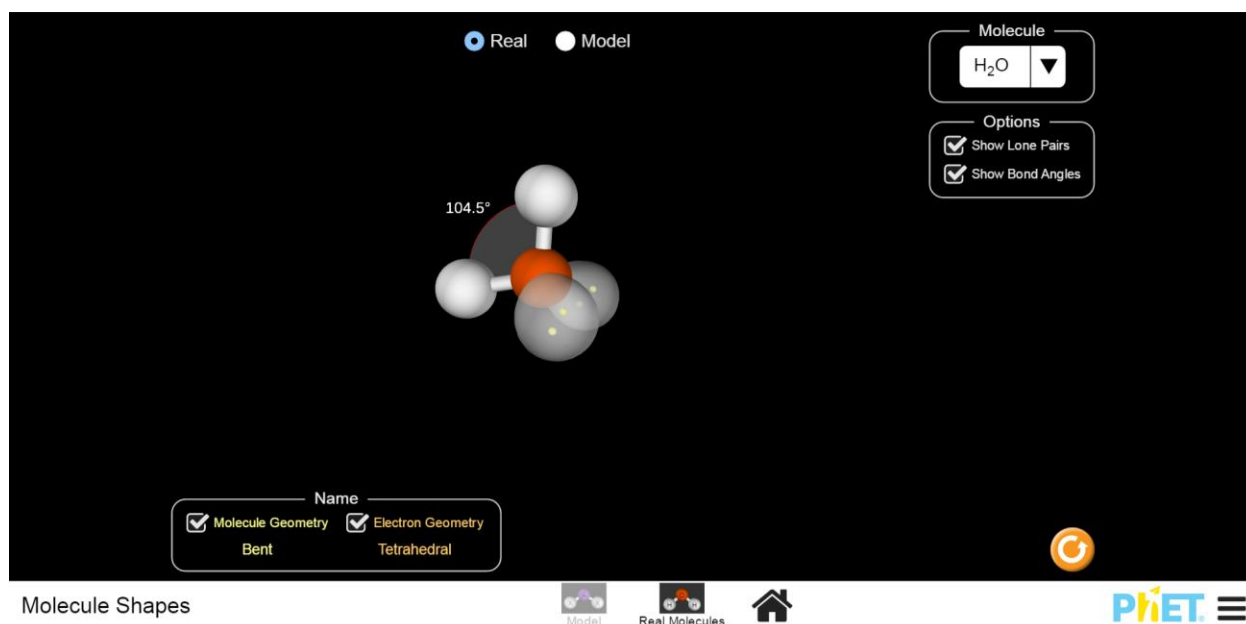 Real Model
Molecule
H₂O
Options
Show Lone Pairs
Show Bond Angles
104.5°
Name
Molecule Geometry Electron Geometry
Bent Tetrahedral
Molecule Shapes
Model
Real Molecules
PhET